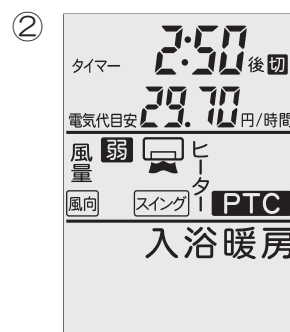 ②
タイマー 2:50 後 切
電気代目安 29.70 円/時間
風量 弱 ヒーター
風向 スイング PTC
入浴暖房